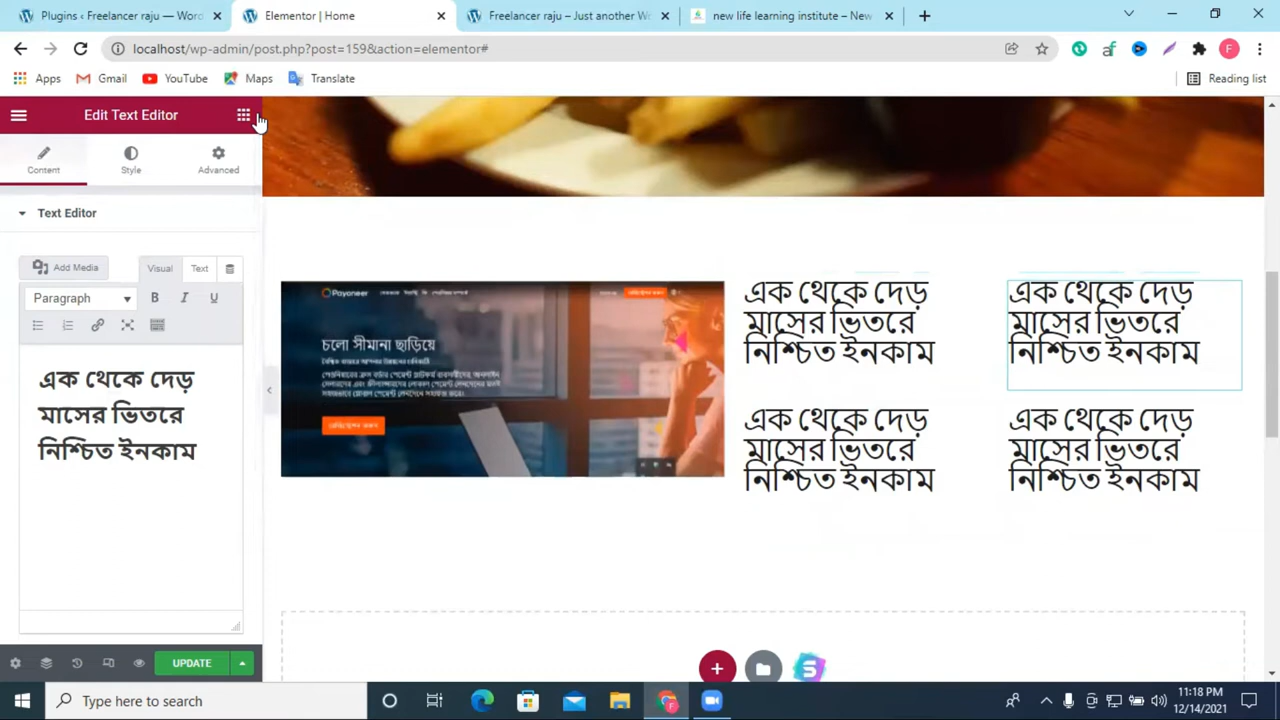 Plugins ‹ Freelancer raju — Word
Elementor | Home
Freelancer raju – Just another Wo
new life learning institute – New
localhost/wp-admin/post.php?post=159&action=elementor#
F
Apps
Gmail
YouTube
Maps
Translate
Reading list
Edit Text Editor
Content
Style
Advanced
Text Editor
Add Media
Visual
Text
Paragraph
B
I
U
এক থেকে দেড়
মাসের ভিতরে
নিশ্চিত ইনকাম
Payoneer
চলো সীমানা ছাড়িয়ে
এক থেকে দেড়
মাসের ভিতরে
নিশ্চিত ইনকাম
এক থেকে দেড়
মাসের ভিতরে
নিশ্চিত ইনকাম
এক থেকে দেড়
মাসের ভিতরে
নিশ্চিত ইনকাম
এক থেকে দেড়
মাসের ভিতরে
নিশ্চিত ইনকাম
UPDATE
Type here to search
11:18 PM
12/14/2021